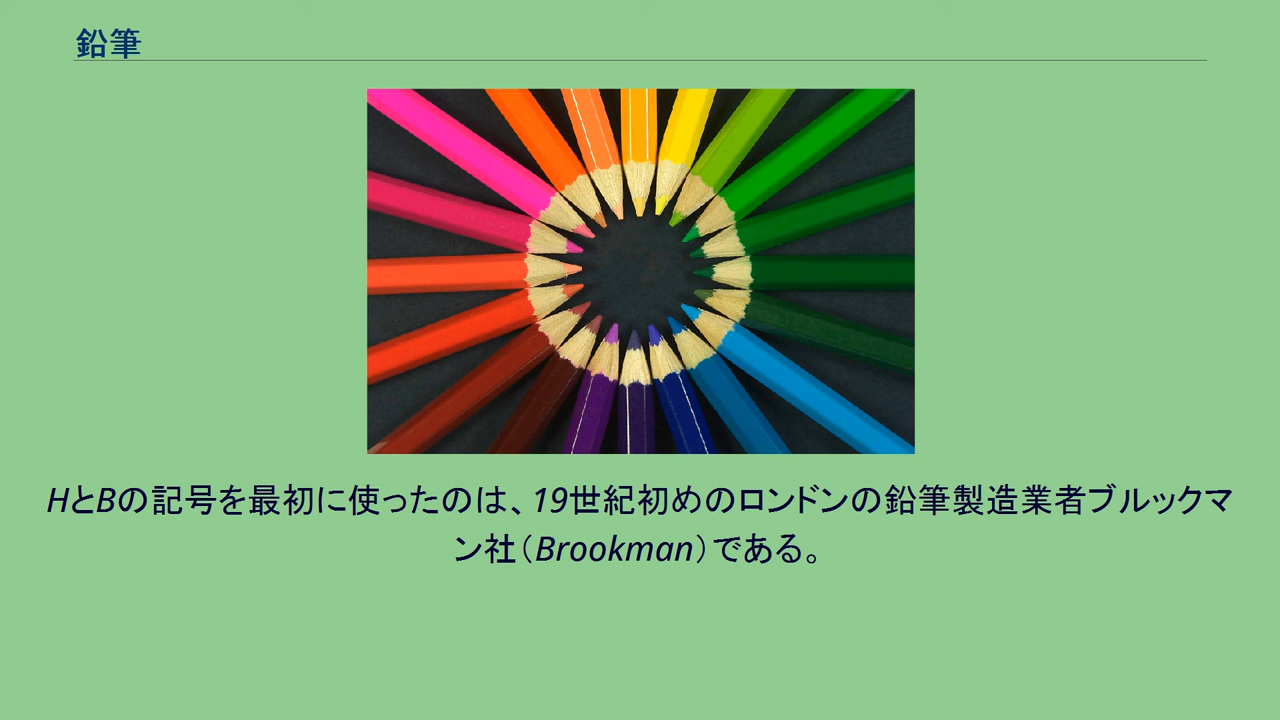 鉛筆
HとBの記号を最初に使ったのは、19世紀初めのロンドンの鉛筆製造業者ブルックマ
ン社（Brookman）である。